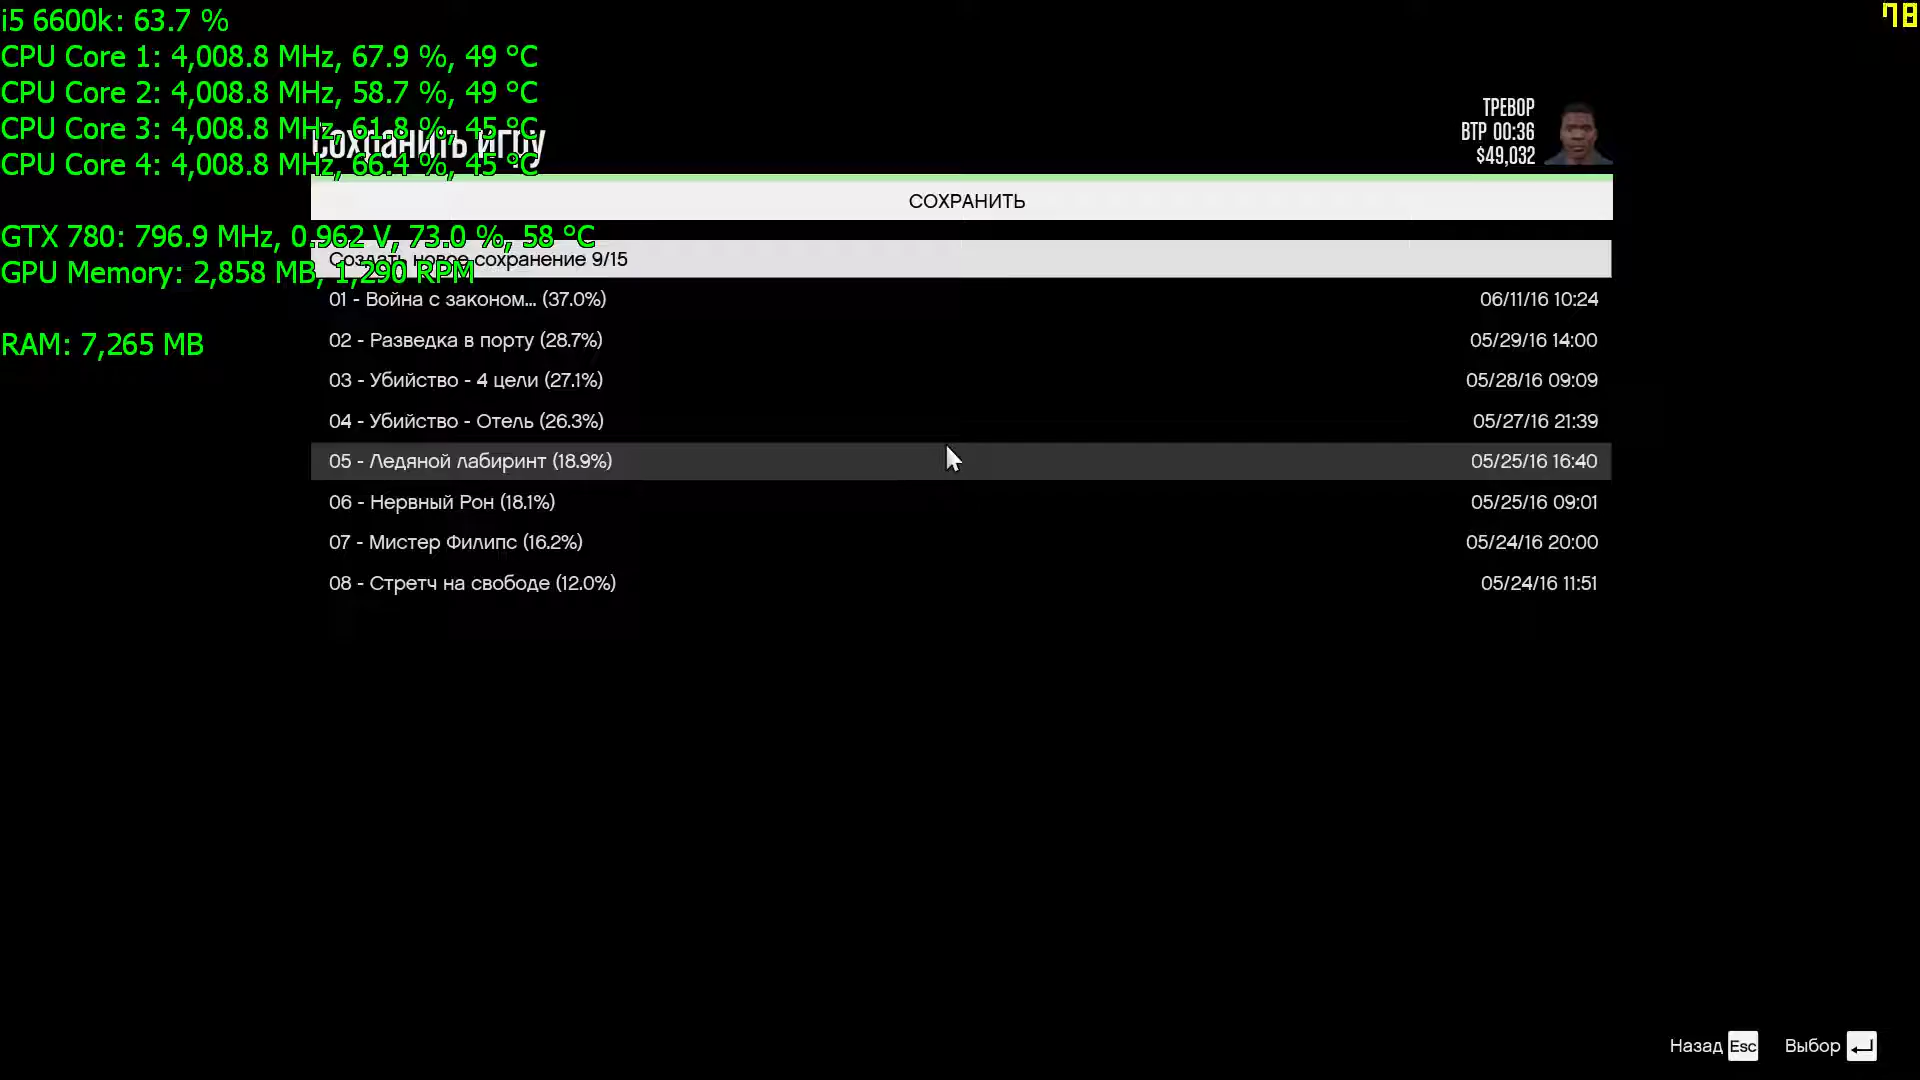 i5 6600k: 63.7 %
78
CPU Core 1: 4,008.8 MHz, 67.9 %, 49 °C
CPU Core 2: 4,008.8 MHz, 58.7 %, 49 °C
CPU Core 3: 4,008.8 MHz, 61.8 %, 45 °C
CPU Core 4: 4,008.8 MHz, 66.4 %, 45 °C
Сохранить игру
ТРЕВОР
ВТР 00:36
$49,032
СОХРАНИТЬ
GTX 780: 796.9 MHz, 0.962 V, 73.0 %, 58 °C
Создать новое сохранение 9/15
GPU Memory: 2,858 MB, 1,290 RPM
01 - Война с законом... (37.0%) 06/11/16 10:24
RAM: 7,265 MB
02 - Разведка в порту (28.7%) 05/29/16 14:00
03 - Убийство - 4 цели (27.1%) 05/28/16 09:09
04 - Убийство - Отель (26.3%) 05/27/16 21:39
05 - Ледяной лабиринт (18.9%) 05/25/16 16:40
06 - Нервный Рон (18.1%) 05/25/16 09:01
07 - Мистер Филипс (16.2%) 05/24/16 20:00
08 - Стретч на свободе (12.0%) 05/24/16 11:51
Назад Esc Выбор